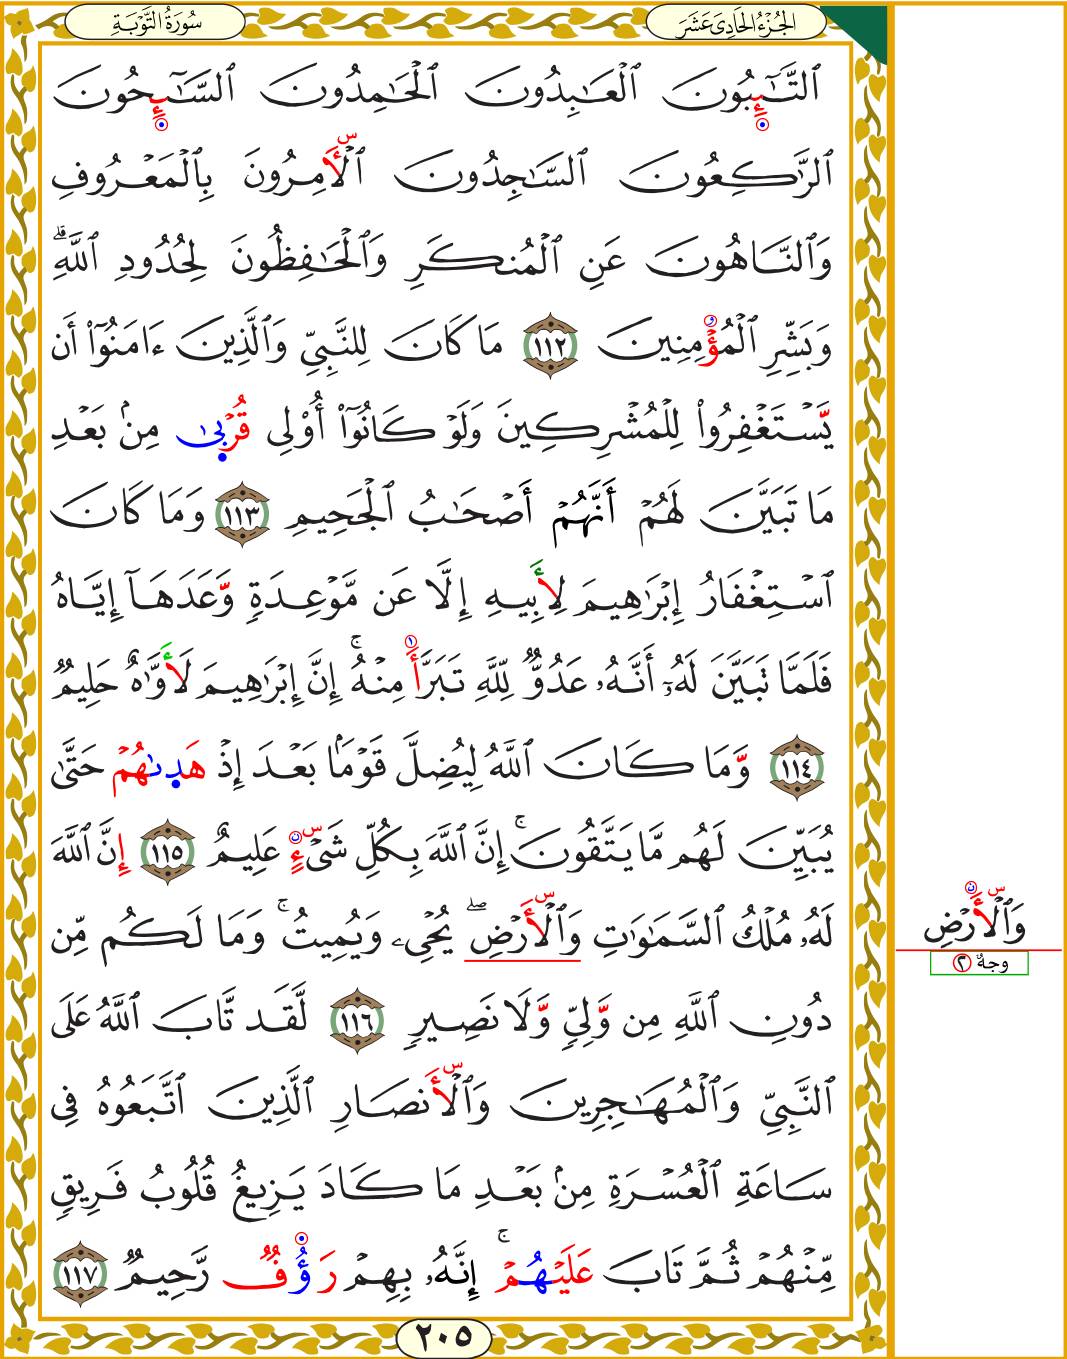 سُورَةُ التَّوْبَةِ
الجُزْءُ الحَادِي عَشَرَ
ٱلتَّٰٓئِبُونَ ٱلْعَٰبِدُونَ ٱلْحَٰمِدُونَ ٱلسَّٰٓئِحُونَ
ٱلرَّٰكِعُونَ ٱلسَّٰجِدُونَ ٱلْأَمِرُونَ بِٱلْمَعْرُوفِ
وَٱلنَّاهُونَ عَنِ ٱلْمُنكَرِ وَٱلْحَٰفِظُونَ لِحُدُودِ ٱللَّهِۗ
وَبَشِّرِ ٱلْمُؤْمِنِينَ ١١٢ مَا كَانَ لِلنَّبِيِّ وَٱلَّذِينَ ءَامَنُوٓا۟ أَن
يَّسْتَغْفِرُوا۟ لِلْمُشْرِكِينَ وَلَوْ كَانُوٓا۟ أُو۟لِى قُرْبَىٰ مِنۢ بَعْدِ
مَا تَبَيَّنَ لَهُمْ أَنَّهُمْ أَصْحَٰبُ ٱلْجَحِيمِ ١١٣ وَمَا كَانَ
ٱسْتِغْفَارُ إِبْرَٰهِيمَ لِأَبِيهِ إِلَّا عَن مَّوْعِدَةٍ وَّعَدَهَآ إِيَّاهُ
فَلَمَّا تَبَيَّنَ لَهُۥٓ أَنَّهُۥ عَدُوٌّ لِّلَّهِ تَبَرَّأَ مِنْهُۚ إِنَّ إِبْرَٰهِيمَ لَأَوَّٰهٌ حَلِيمٌ
١١٤ وَّمَا كَانَ ٱللَّهُ لِيُضِلَّ قَوْمَۢا بَعْدَ إِذْ هَدَىٰهُمْ حَتَّىٰ
يُبَيِّنَ لَهُم مَّا يَتَّقُونَۚ إِنَّ ٱللَّهَ بِكُلِّ شَىْءٍ عَلِيمٌ ١١٥ إِنَّ ٱللَّهَ
لَهُۥ مُلْكُ ٱلسَّمَٰوَٰتِ وَٱلْأَرْضِۖ يُحْىِۦ وَيُمِيتُۚ وَمَا لَكُم مِّن
دُونِ ٱللَّهِ مِن وَّلِىٍّ وَّلَا نَصِيرٍ ١١٦ لَّقَد تَّابَ ٱللَّهُ عَلَى
ٱلنَّبِيِّ وَٱلْمُهَٰجِرِينَ وَٱلْأَنصَارِ ٱلَّذِينَ ٱتَّبَعُوهُ فِى
سَاعَةِ ٱلْعُسْرَةِ مِنۢ بَعْدِ مَا كَادَ يَزِيغُ قُلُوبُ فَرِيقٍ
مِّنْهُمْ ثُمَّ تَابَ عَلَيْهُمْۚ إِنَّهُۥ بِهِمْ رَؤُفٌ رَّحِيمٌ ١١٧
وَٱلْأَرْضِ
وجهٌ ٢
٢٠٥